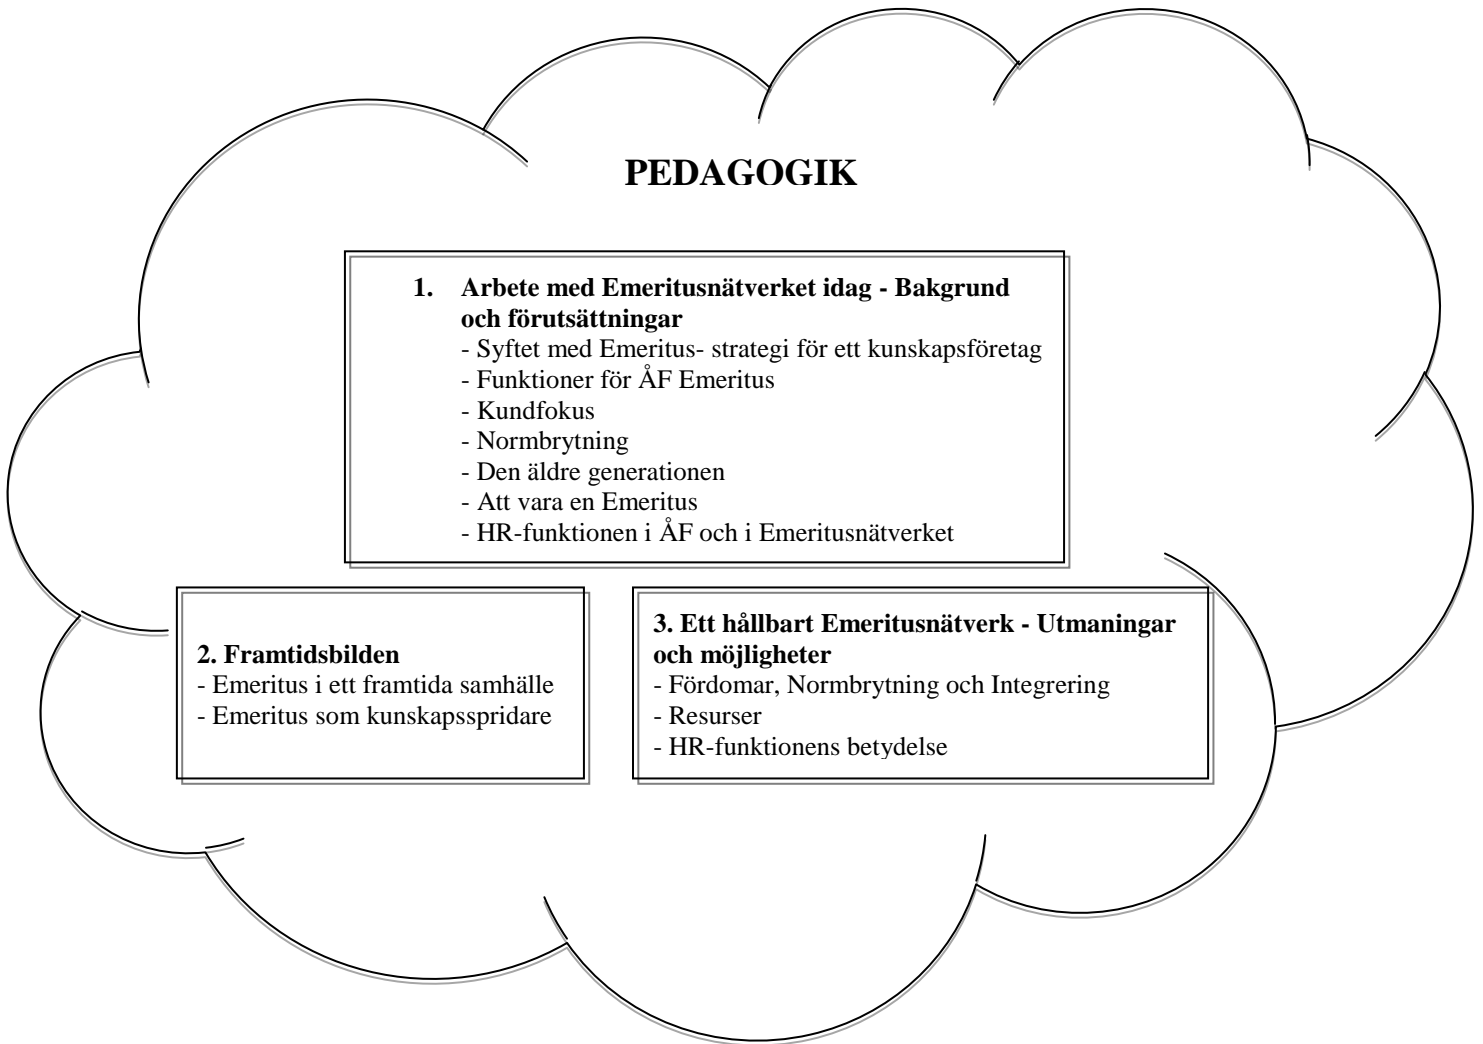 PEDAGOGIK
1. Arbete med Emeritusnätverket idag - Bakgrund
och förutsättningar
- Syftet med Emeritus- strategi för ett kunskapsföretag
- Funktioner för ÅF Emeritus
- Kundfokus
- Normbrytning
- Den äldre generationen
- Att vara en Emeritus
- HR-funktionen i ÅF och i Emeritusnätverket
2. Framtidsbilden
- Emeritus i ett framtida samhälle
- Emeritus som kunskapsspridare
3. Ett hållbart Emeritusnätverk - Utmaningar
och möjligheter
- Fördomar, Normbrytning och Integrering
- Resurser
- HR-funktionens betydelse